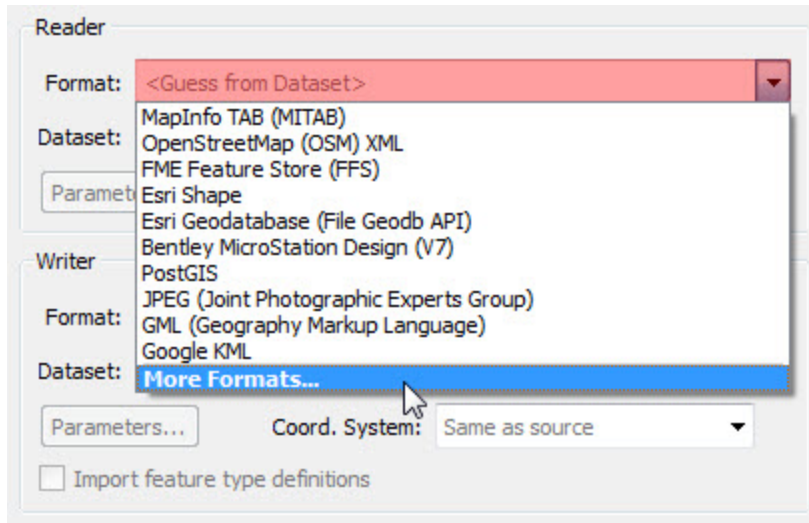 Reader
Format: <Guess from Dataset>
MapInfo TAB (MITAB)
Dataset: OpenStreetMap (OSM) XML
FME Feature Store (FFS)
Paramet Esri Shape
Esri Geodatabase (File Geodb API)
Bentley MicroStation Design (V7)
Writer
PostGIS
JPEG (Joint Photographic Experts Group)
Format: GML (Geography Markup Language)
Google KML
Dataset: More Formats...
Parameters... Coord. System: Same as source
Import feature type definitions